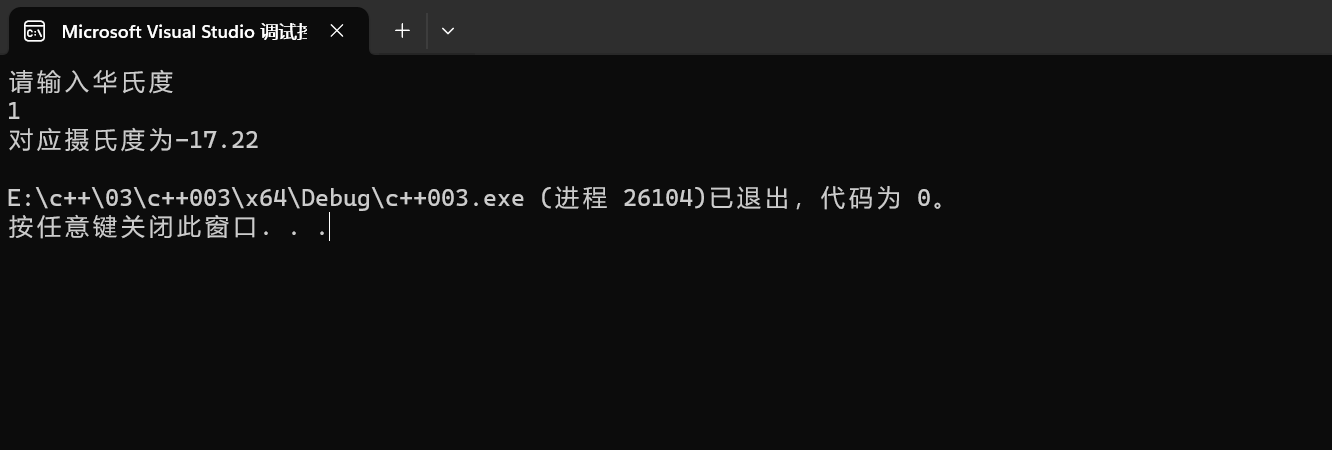 Microsoft Visual Studio 调试
请输入华氏度
1
对应摄氏度为-17.22
E:\c++\03\c++003\x64\Debug\c++003.exe (进程 26104)已退出，代码为 0。
按任意键关闭此窗口. . .